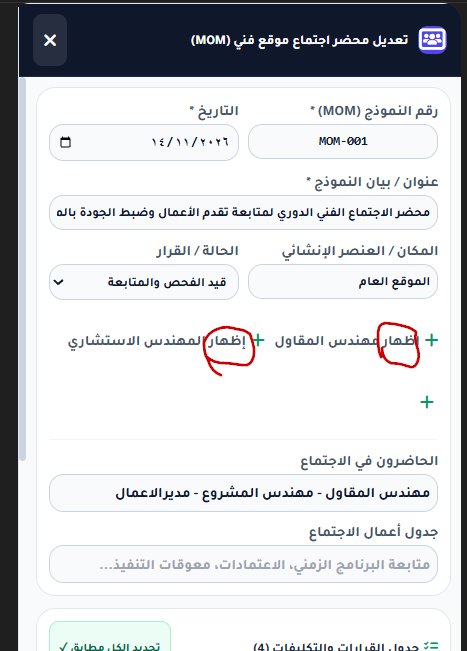 تعديل محضر اجتماع موقع فني (MOM)
رقم النموذج (MOM) *
التاريخ *
MOM-001
١٤/١١/٢٠٢٦
عنوان / بيان النموذج *
محضر الاجتماع الفني الدوري لمتابعة تقدم الأعمال وضبط الجودة بالم
المكان / العنصر الإنشائي
الحالة / القرار
الموقع العام
قيد الفحص والمتابعة
+ إظهار مهندس المقاول
+ إظهار المهندس الاستشاري
+
الحاضرون في الاجتماع
مهندس المقاول - مهندس المشروع - مديرالاعمال
جدول أعمال الاجتماع
متابعة البرنامج الزمني، الاعتمادات، معوقات التنفيذ...
جدول القرارات والتكليفات (4)
تحديد الكل مطابق ✓